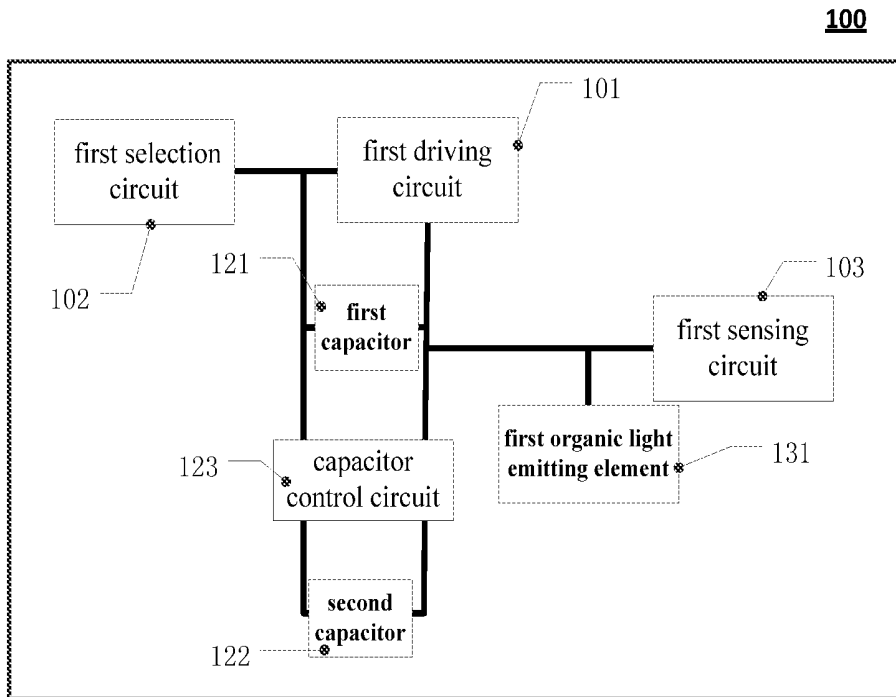 100
101
first selection
circuit
first driving
circuit
102
121
103
first
capacitor
first sensing
circuit
first organic light
emitting element
131
123
capacitor
control circuit
second
capacitor
122